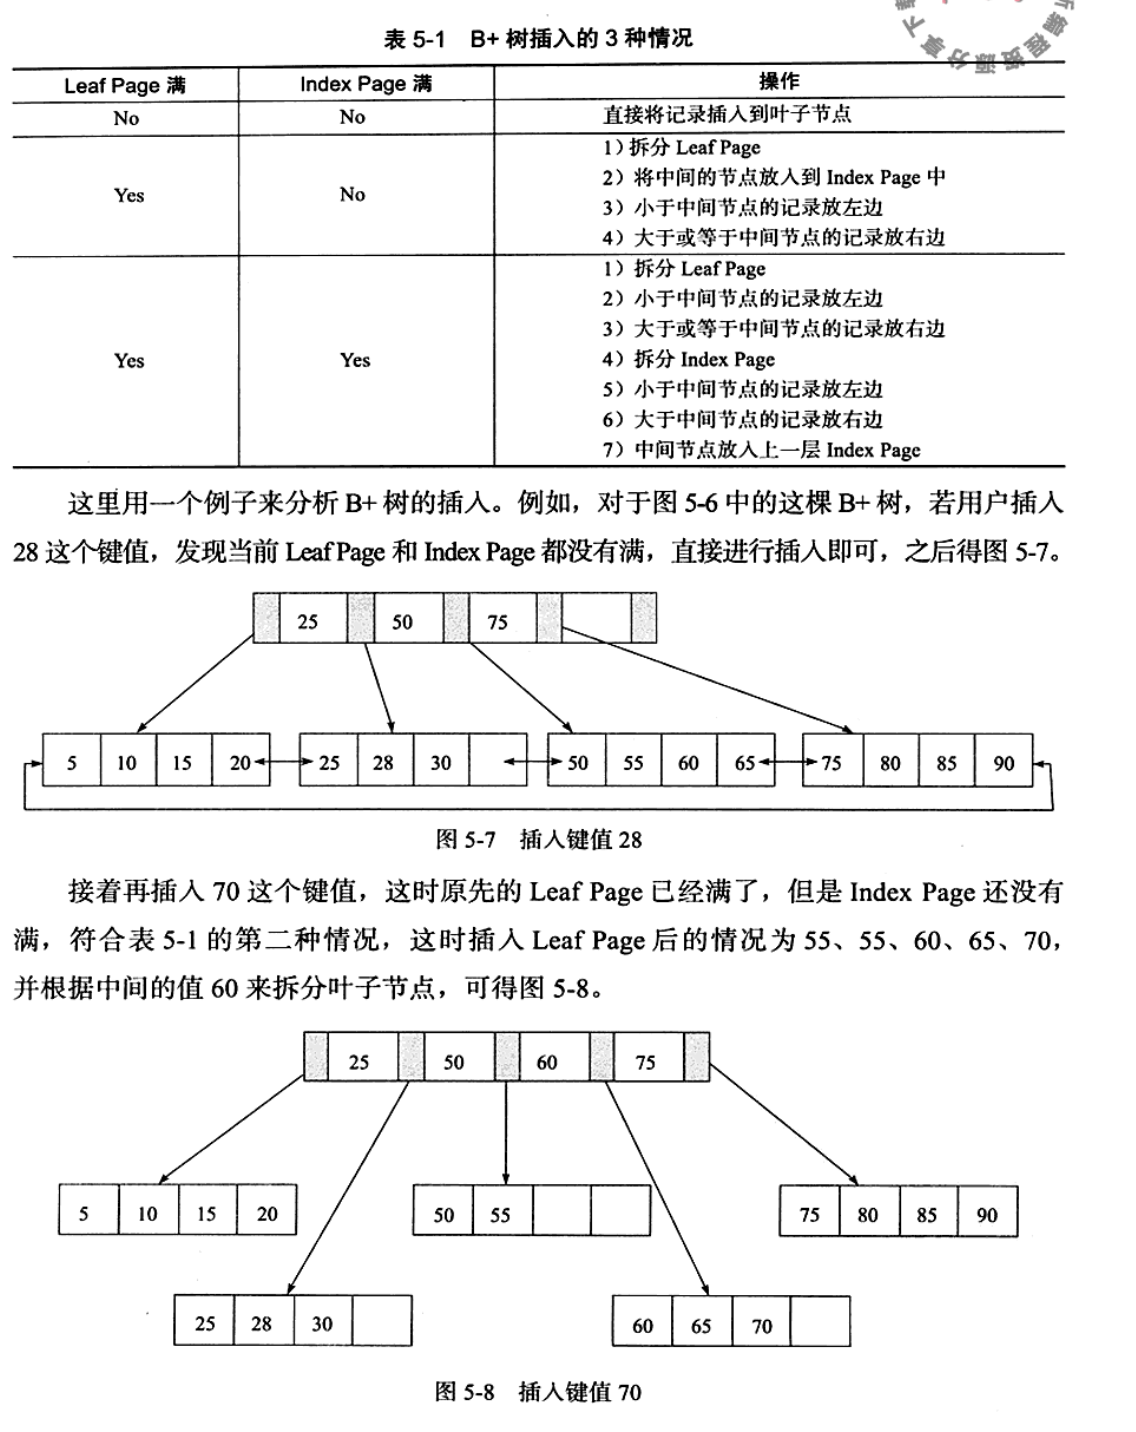 表 5-1 B+ 树插入的 3 种情况
Leaf Page 满 Index Page 满 操作
No No 直接将记录插入到叶子节点
Yes No 1）拆分 Leaf Page
2）将中间的节点放入到 Index Page 中
3）小于中间节点的记录放左边
4）大于或等于中间节点的记录放右边
Yes Yes 1）拆分 Leaf Page
2）小于中间节点的记录放左边
3）大于或等于中间节点的记录放右边
4）拆分 Index Page
5）小于中间节点的记录放左边
6）大于中间节点的记录放右边
7）中间节点放入上一层 Index Page
这里用一个例子来分析 B+ 树的插入。例如，对于图 5-6 中的这棵 B+ 树，若用户插入
28 这个键值，发现当前 Leaf Page 和 Index Page 都没有满，直接进行插入即可，之后得图 5-7。
25 50 75
5 10 15 20 25 28 30 50 55 60 65 75 80 85 90
图 5-7 插入键值 28
接着再插入 70 这个键值，这时原先的 Leaf Page 已经满了，但是 Index Page 还没有
满，符合表 5-1 的第二种情况，这时插入 Leaf Page 后的情况为 55、55、60、65、70，
并根据中间的值 60 来拆分叶子节点，可得图 5-8。
25 50 60 75
5 10 15 20 50 55 75 80 85 90
25 28 30 60 65 70
图 5-8 插入键值 70